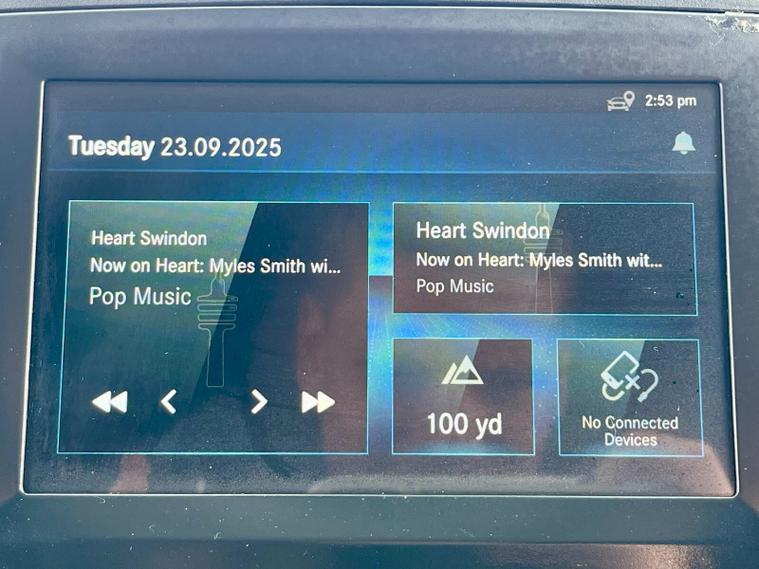 2:53 pm
Tuesday 23.09.2025
Heart Swindon
Now on Heart: Myles Smith wi...
Pop Music
Heart Swindon
Now on Heart: Myles Smith wit...
Pop Music
100 yd
No Connected
Devices